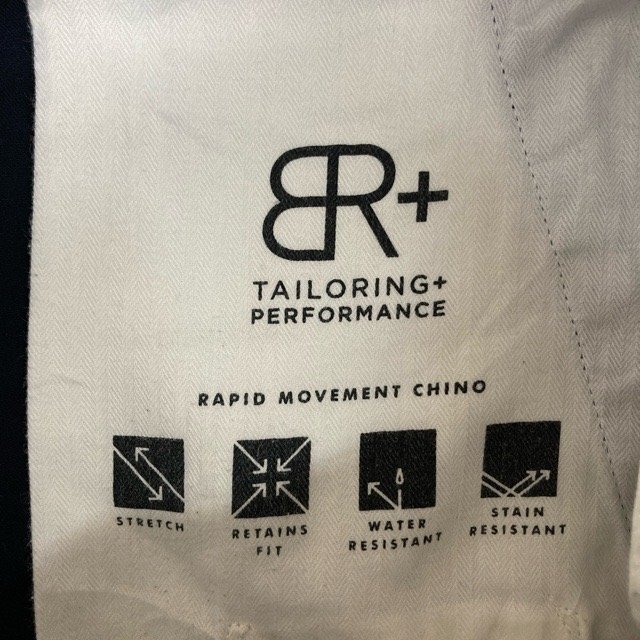 BR+
TAILORING+
PERFORMANCE
RAPID MOVEMENT CHINO
STRETCH
RETAINS
FIT
WATER
RESISTANT
STAIN
RESISTANT